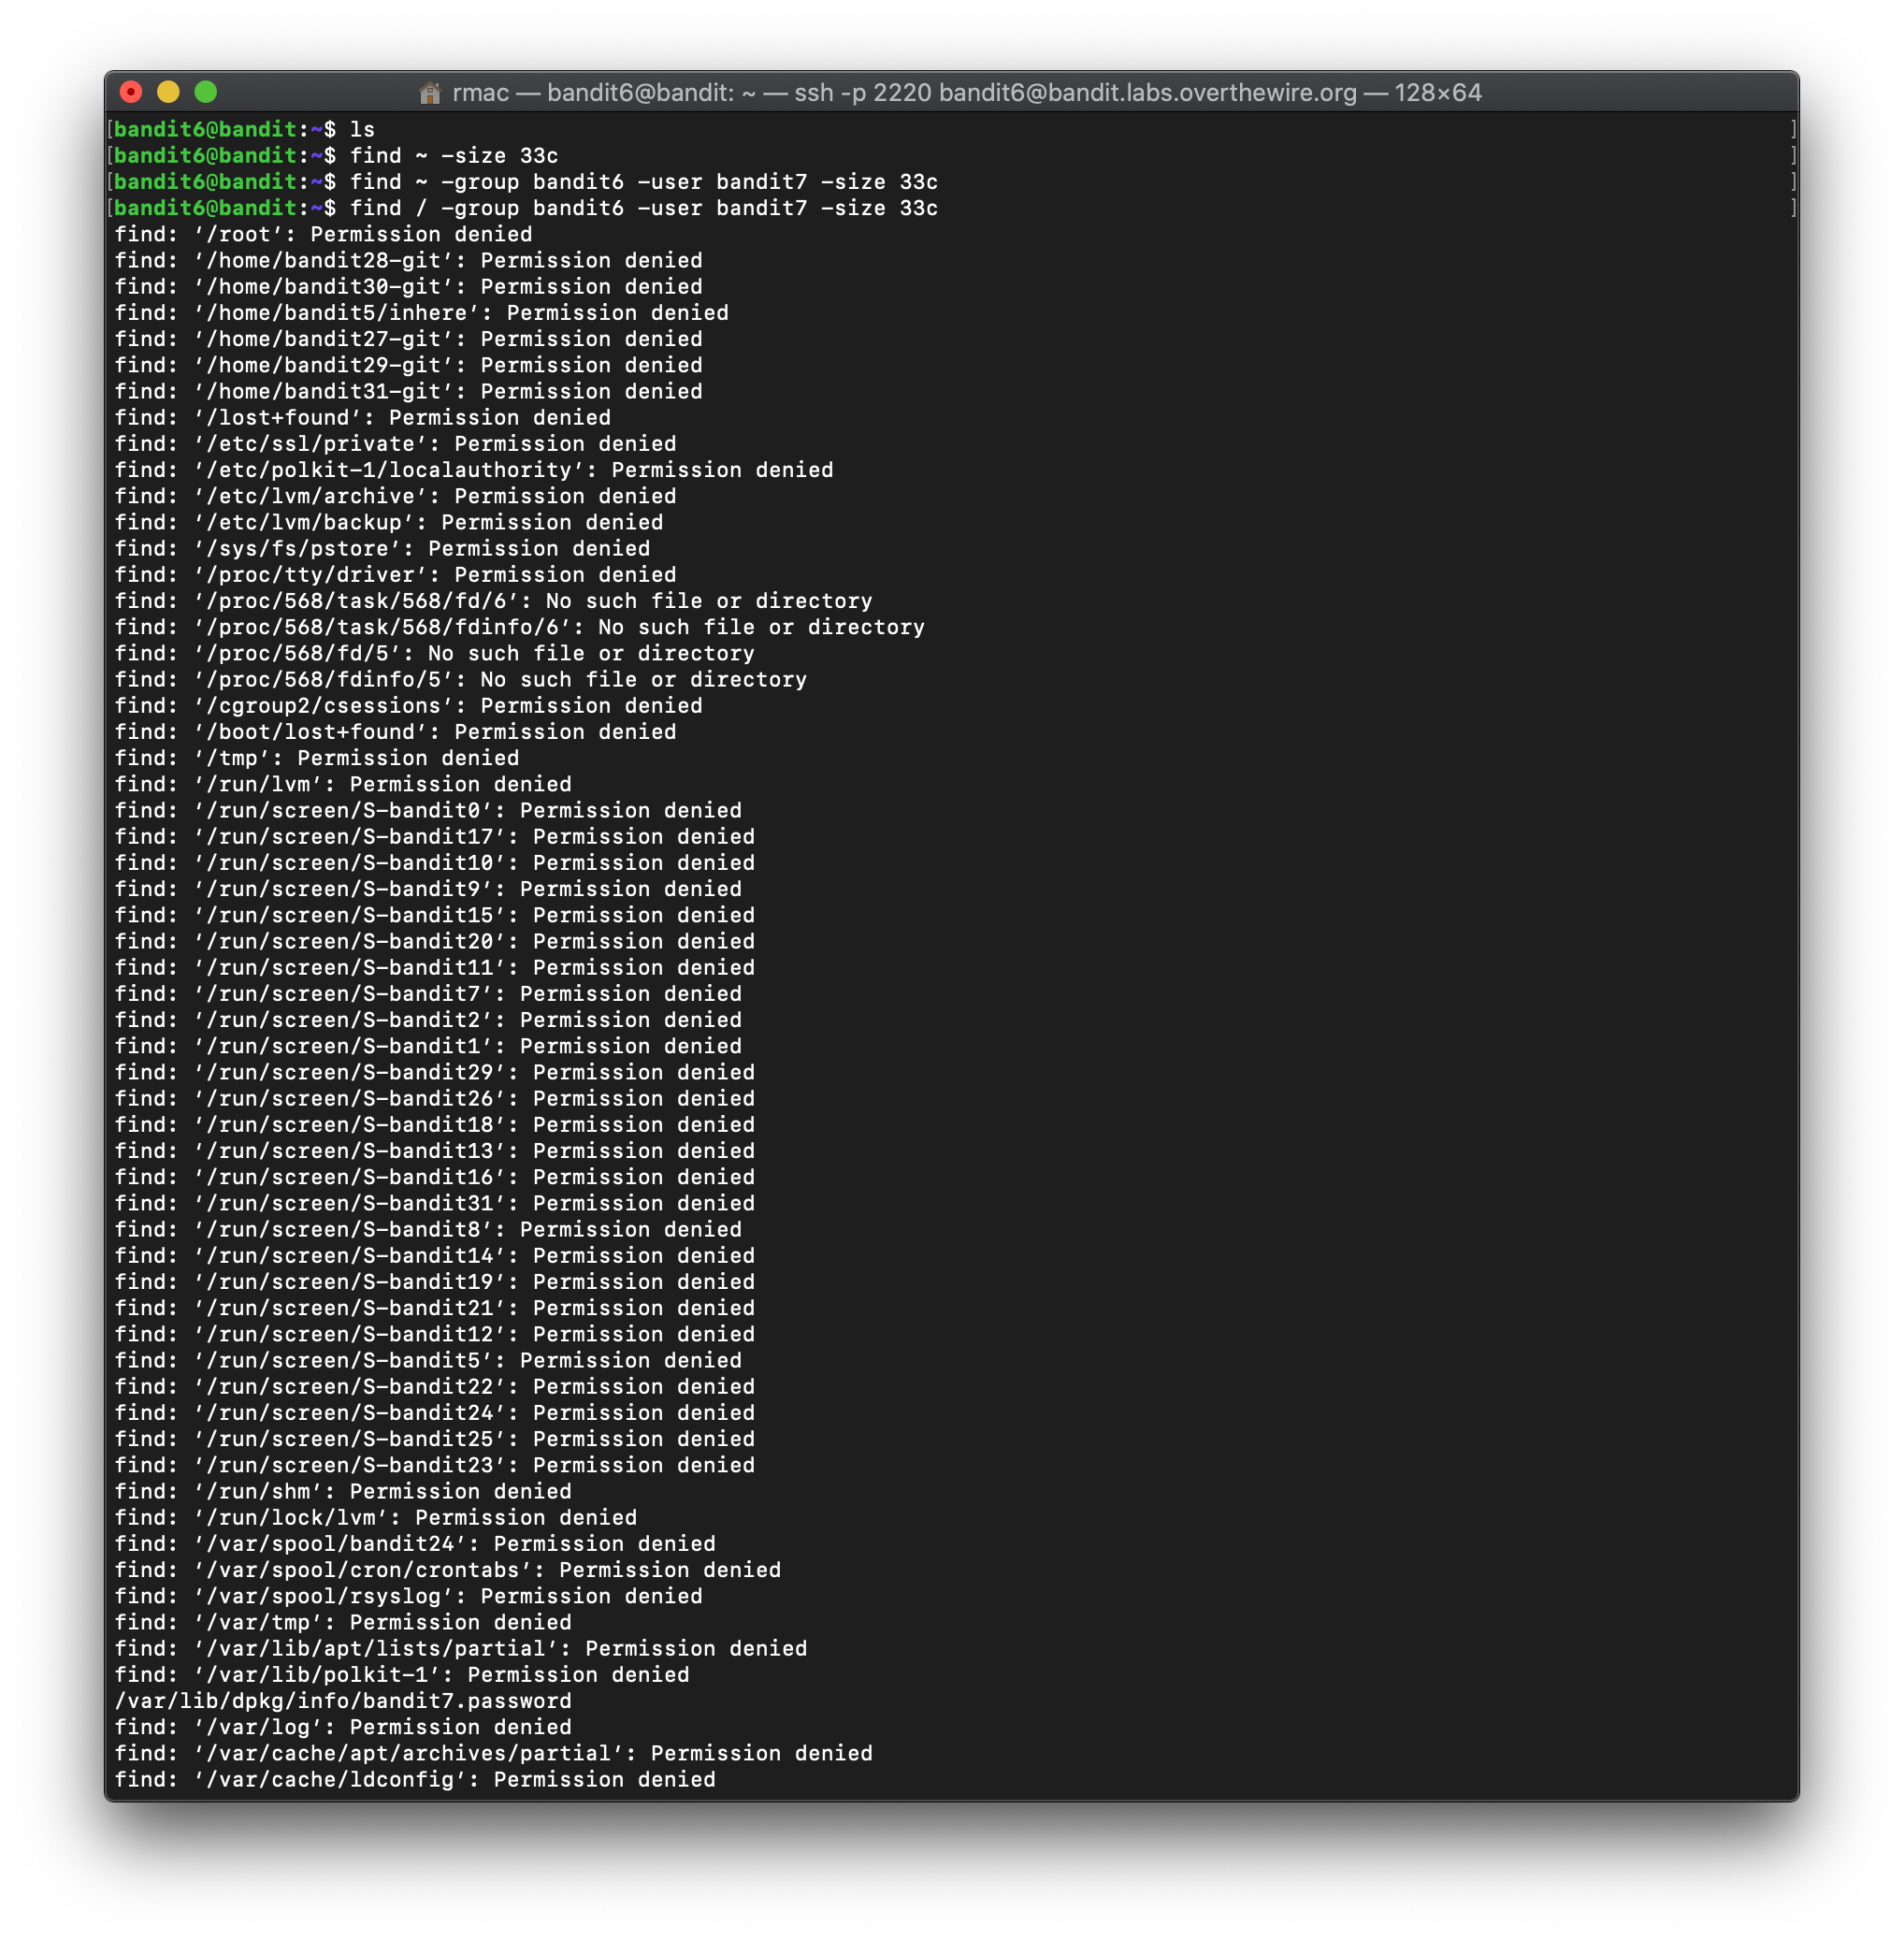 rmac — bandit6@bandit: ~ — ssh -p 2220 bandit6@bandit.labs.overthewire.org — 128×64
[bandit6@bandit:~$ ls ]
[bandit6@bandit:~$ find ~ -size 33c ]
[bandit6@bandit:~$ find ~ -group bandit6 -user bandit7 -size 33c ]
[bandit6@bandit:~$ find / -group bandit6 -user bandit7 -size 33c ]
find: ‘/root’: Permission denied
find: ‘/home/bandit28-git’: Permission denied
find: ‘/home/bandit30-git’: Permission denied
find: ‘/home/bandit5/inhere’: Permission denied
find: ‘/home/bandit27-git’: Permission denied
find: ‘/home/bandit29-git’: Permission denied
find: ‘/home/bandit31-git’: Permission denied
find: ‘/lost+found’: Permission denied
find: ‘/etc/ssl/private’: Permission denied
find: ‘/etc/polkit-1/localauthority’: Permission denied
find: ‘/etc/lvm/archive’: Permission denied
find: ‘/etc/lvm/backup’: Permission denied
find: ‘/sys/fs/pstore’: Permission denied
find: ‘/proc/tty/driver’: Permission denied
find: ‘/proc/568/task/568/fd/6’: No such file or directory
find: ‘/proc/568/task/568/fdinfo/6’: No such file or directory
find: ‘/proc/568/fd/5’: No such file or directory
find: ‘/proc/568/fdinfo/5’: No such file or directory
find: ‘/cgroup2/csessions’: Permission denied
find: ‘/boot/lost+found’: Permission denied
find: ‘/tmp’: Permission denied
find: ‘/run/lvm’: Permission denied
find: ‘/run/screen/S-bandit0’: Permission denied
find: ‘/run/screen/S-bandit17’: Permission denied
find: ‘/run/screen/S-bandit10’: Permission denied
find: ‘/run/screen/S-bandit9’: Permission denied
find: ‘/run/screen/S-bandit15’: Permission denied
find: ‘/run/screen/S-bandit20’: Permission denied
find: ‘/run/screen/S-bandit11’: Permission denied
find: ‘/run/screen/S-bandit7’: Permission denied
find: ‘/run/screen/S-bandit2’: Permission denied
find: ‘/run/screen/S-bandit1’: Permission denied
find: ‘/run/screen/S-bandit29’: Permission denied
find: ‘/run/screen/S-bandit26’: Permission denied
find: ‘/run/screen/S-bandit18’: Permission denied
find: ‘/run/screen/S-bandit13’: Permission denied
find: ‘/run/screen/S-bandit16’: Permission denied
find: ‘/run/screen/S-bandit31’: Permission denied
find: ‘/run/screen/S-bandit8’: Permission denied
find: ‘/run/screen/S-bandit14’: Permission denied
find: ‘/run/screen/S-bandit19’: Permission denied
find: ‘/run/screen/S-bandit21’: Permission denied
find: ‘/run/screen/S-bandit12’: Permission denied
find: ‘/run/screen/S-bandit5’: Permission denied
find: ‘/run/screen/S-bandit22’: Permission denied
find: ‘/run/screen/S-bandit24’: Permission denied
find: ‘/run/screen/S-bandit25’: Permission denied
find: ‘/run/screen/S-bandit23’: Permission denied
find: ‘/run/shm’: Permission denied
find: ‘/run/lock/lvm’: Permission denied
find: ‘/var/spool/bandit24’: Permission denied
find: ‘/var/spool/cron/crontabs’: Permission denied
find: ‘/var/spool/rsyslog’: Permission denied
find: ‘/var/tmp’: Permission denied
find: ‘/var/lib/apt/lists/partial’: Permission denied
find: ‘/var/lib/polkit-1’: Permission denied
/var/lib/dpkg/info/bandit7.password
find: ‘/var/log’: Permission denied
find: ‘/var/cache/apt/archives/partial’: Permission denied
find: ‘/var/cache/ldconfig’: Permission denied